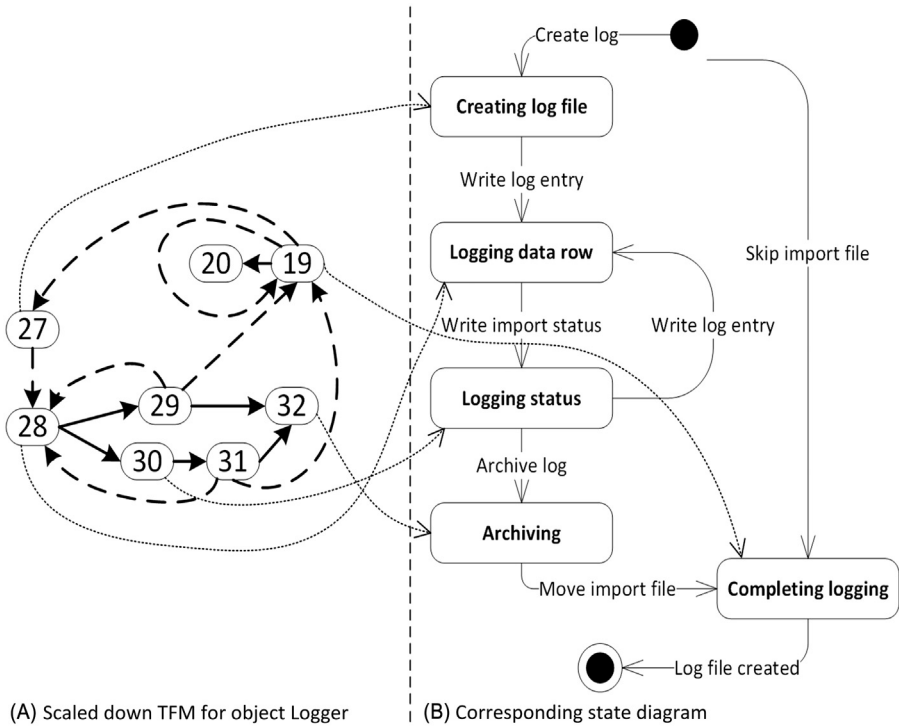 Create log
Creating log file
Write log entry
20 19
Logging data row
Skip import file
27
Write import status
Write log entry
29 32
Logging status
28
30 31
Archive log
Archiving
Move import file
Completing logging
Log file created
(A) Scaled down TFM for object Logger
(B) Corresponding state diagram